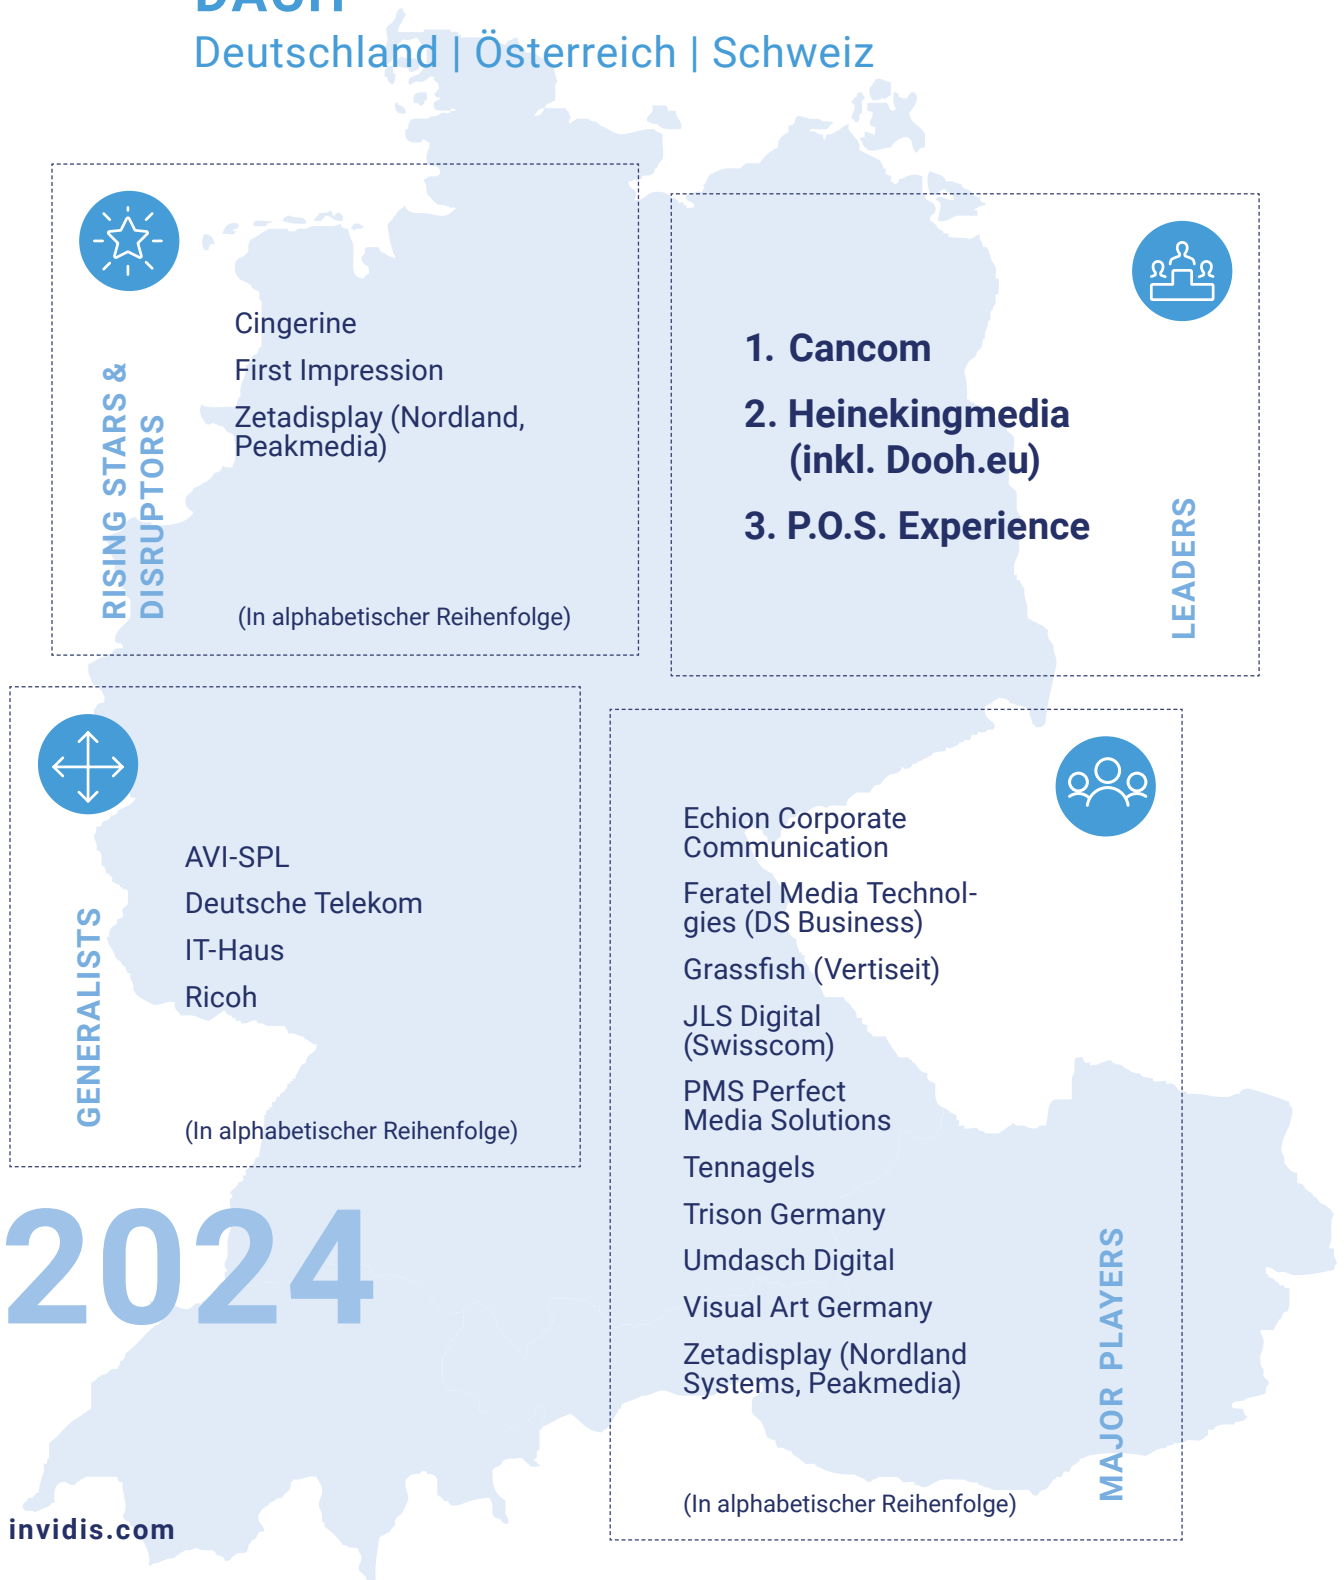 DACH
Deutschland | Österreich | Schweiz
RISING STARS &
DISRUPTORS
Cingerine
First Impression
Zetadisplay (Nordland,
Peakmedia)
(In alphabetischer Reihenfolge)
1. Cancom
2. Heinekingmedia
(inkl. Dooh.eu)
3. P.O.S. Experience
LEADERS
GENERALISTS
AVI-SPL
Deutsche Telekom
IT-Haus
Ricoh
(In alphabetischer Reihenfolge)
Echion Corporate
Communication
Feratel Media Technol-
gies (DS Business)
Grassfish (Vertiseit)
JLS Digital
(Swisscom)
PMS Perfect
Media Solutions
Tennagels
Trison Germany
Umdasch Digital
Visual Art Germany
Zetadisplay (Nordland
Systems, Peakmedia)
(In alphabetischer Reihenfolge)
MAJOR PLAYERS
2024
invidis.com